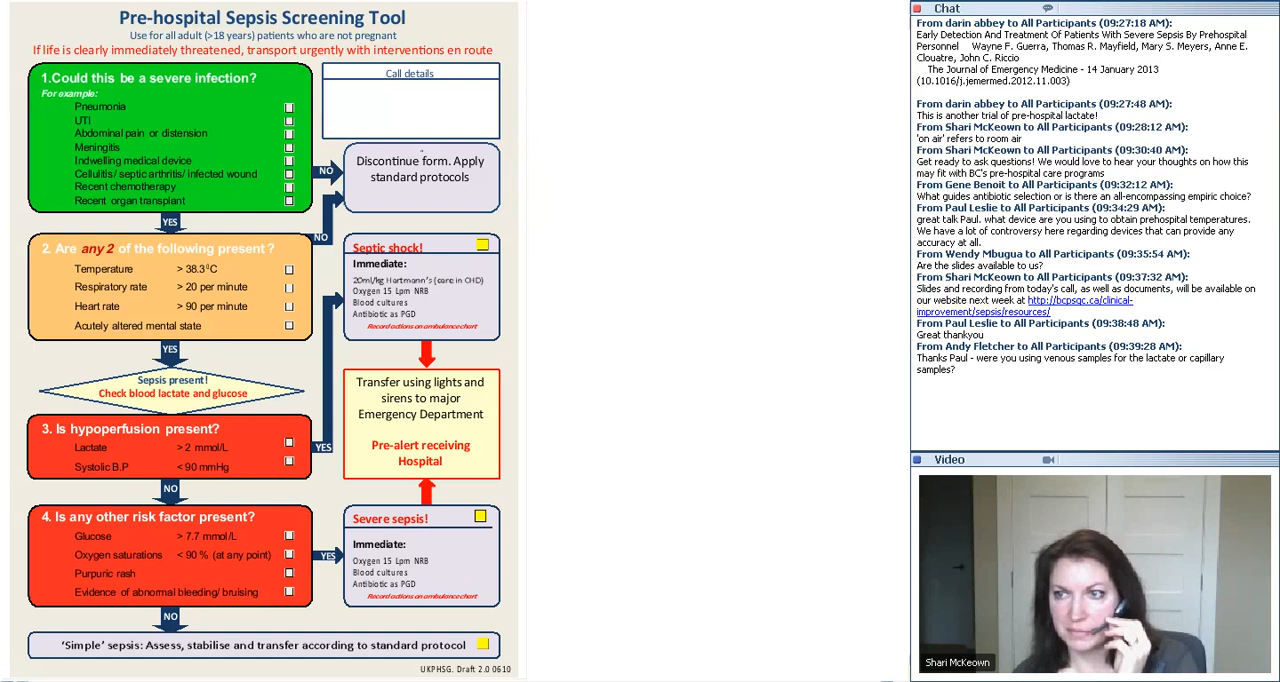 Pre-hospital Sepsis Screening Tool
Use for all adult (>18 years) patients who are not pregnant
If life is clearly immediately threatened, transport urgently with interventions en route
1.Could this be a severe infection?
For example:
Pneumonia
UTI
Abdominal pain or distension
Meningitis
Indwelling medical device
Cellulitis/ septic arthritis/ infected wound
Recent chemotherapy
Recent organ transplant
Call details
NO
Discontinue form. Apply
standard protocols
YES
NO
2. Are any 2 of the following present ?
Temperature > 38.3⁰C
Respiratory rate > 20 per minute
Heart rate > 90 per minute
Acutely altered mental state
Septic shock!
Immediate:
20ml/kg Hartmann's (care in CHD)
Oxygen 15 Lpm NRB
Blood cultures
Antibiotic as PGD
Record actions on ambulance chart
YES
Sepsis present!
Check blood lactate and glucose
Transfer using lights and
sirens to major
Emergency Department
Pre-alert receiving
Hospital
3. Is hypoperfusion present?
Lactate > 2 mmol/L
Systolic B.P < 90 mmHg
YES
NO
4. Is any other risk factor present?
Glucose > 7.7 mmol/L
Oxygen saturations < 90 % (at any point)
Purpuric rash
Evidence of abnormal bleeding/ bruising
YES
Severe sepsis!
Immediate:
Oxygen 15 Lpm NRB
Blood cultures
Antibiotic as PGD
Record actions on ambulance chart
NO
'Simple' sepsis: Assess, stabilise and transfer according to standard protocol
UKPHSG. Draft 2.0 0610
Chat
From darin abbey to All Participants (09:27:18 AM):
Early Detection And Treatment Of Patients With Severe Sepsis By Prehospital
Personnel Wayne F. Guerra, Thomas R. Mayfield, Mary S. Meyers, Anne E.
Clouatre, John C. Riccio
The Journal of Emergency Medicine - 14 January 2013
(10.1016/j.jemermed.2012.11.003)
From darin abbey to All Participants (09:27:48 AM):
This is another trial of pre-hospital lactate!
From Shari McKeown to All Participants (09:28:12 AM):
'on air' refers to room air
From Shari McKeown to All Participants (09:30:40 AM):
Get ready to ask questions! We would love to hear your thoughts on how this
may fit with BC's pre-hospital care programs
From Gene Benoit to All Participants (09:32:12 AM):
What guides antibiotic selection or is there an all-encompassing empiric choice?
From Paul Leslie to All Participants (09:34:29 AM):
great talk Paul. what device are you using to obtain prehospital temperatures.
We have a lot of controversy here regarding devices that can provide any
accuracy at all.
From Wendy Mbugua to All Participants (09:35:54 AM):
Are the slides available to us?
From Shari McKeown to All Participants (09:37:32 AM):
Slides and recording from today's call, as well as documents, will be available on
our website next week at http://bcpsqc.ca/clinical-
improvement/sepsis/resources/
From Paul Leslie to All Participants (09:38:48 AM):
Great thankyou
From Andy Fletcher to All Participants (09:39:28 AM):
Thanks Paul - were you using venous samples for the lactate or capillary
samples?
Video
Shari McKeown